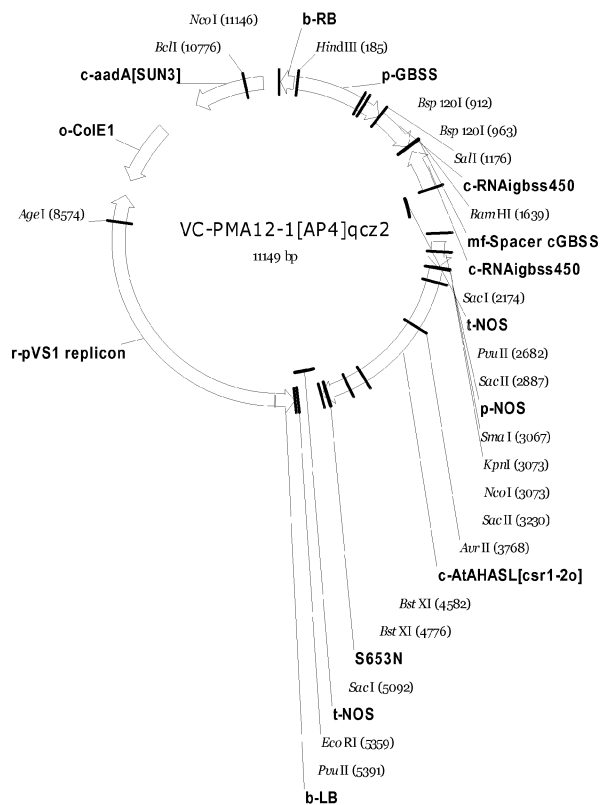 NcoI (11146)
b-RB
BclI (10776)
HindIII (185)
c-aadA[SUN3]
p-GBSS
Bsp 120I (912)
o-ColE1
Bsp 120I (963)
SalI (1176)
c-RNAigbss450
AgeI (8574)
BamHI (1639)
VC-PMA12-1[AP4]qcz2
mf-Spacer cGBSS
11149 bp
c-RNAigbss450
SacI (2174)
t-NOS
r-pVS1 replicon
PvuII (2682)
SacII (2887)
p-NOS
SmaI (3067)
KpnI (3073)
NcoI (3073)
SacII (3230)
AvrII (3768)
c-AtAHASL[csr1-2o]
BstXI (4582)
BstXI (4776)
S653N
SacI (5092)
t-NOS
EcoRI (5359)
PvuII (5391)
b-LB